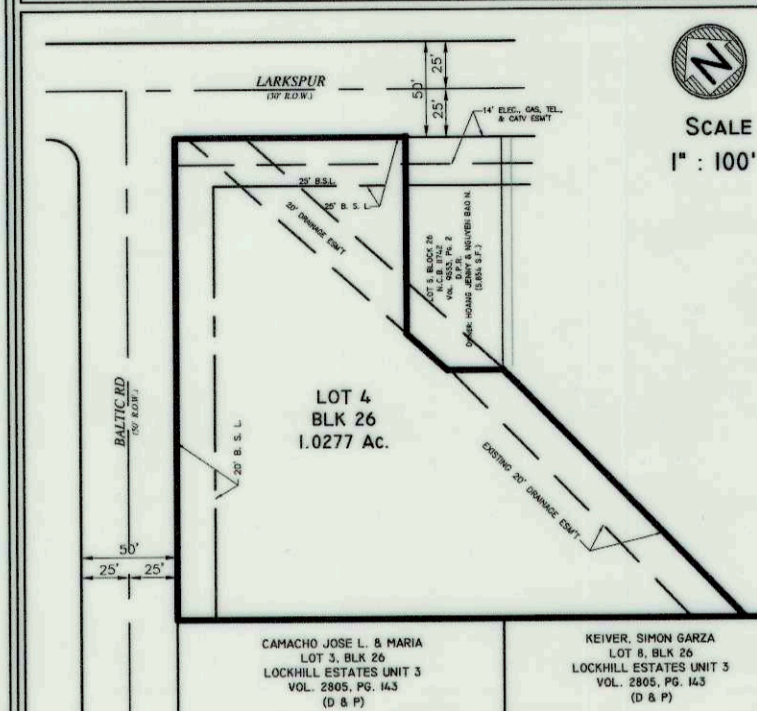 LARKSPUR
(50' R.O.W.)
25'
50'
25'
14' ELEC., GAS, TEL.,
& CATV ESM'T
N
SCALE
1" : 100'
25' B.S.L.
25' B. S. L.
20' DRAINAGE ESM'T
LOT 5, BLOCK 26
N.C.B. 11742
VOL. 9553, PG. 2
D.P.R.
OWNER: HOANG JENNY & NGUYEN BAO N.
(5,854 S.F.)
BALTIC RD
(50' R.O.W.)
LOT 4
BLK 26
1.0277 Ac.
20' B. S. L.
EXISTING 20' DRAINAGE ESM'T
50'
25'
25'
CAMACHO JOSE L. & MARIA
LOT 3, BLK 26
LOCKHILL ESTATES UNIT 3
VOL. 2805, PG. 143
(D & P)
KEIVER, SIMON GARZA
LOT 8, BLK 26
LOCKHILL ESTATES UNIT 3
VOL. 2805, PG. 143
(D & P)